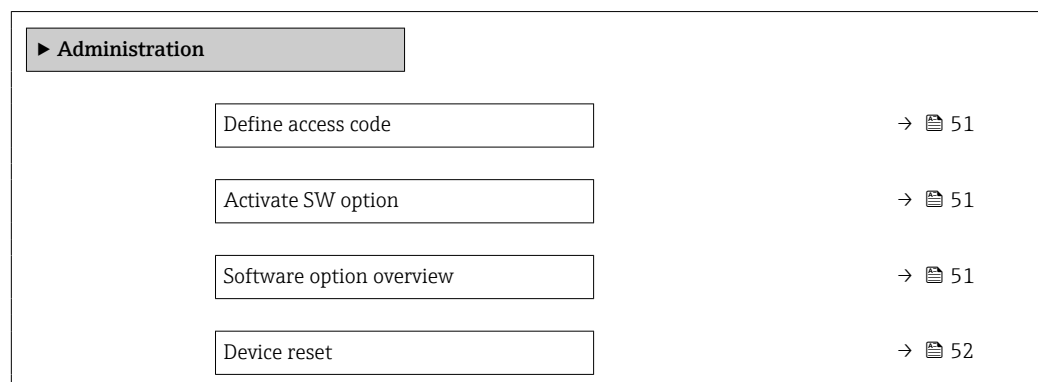 ▶ Administration
Define access code → 51
Activate SW option → 51
Software option overview → 51
Device reset → 52